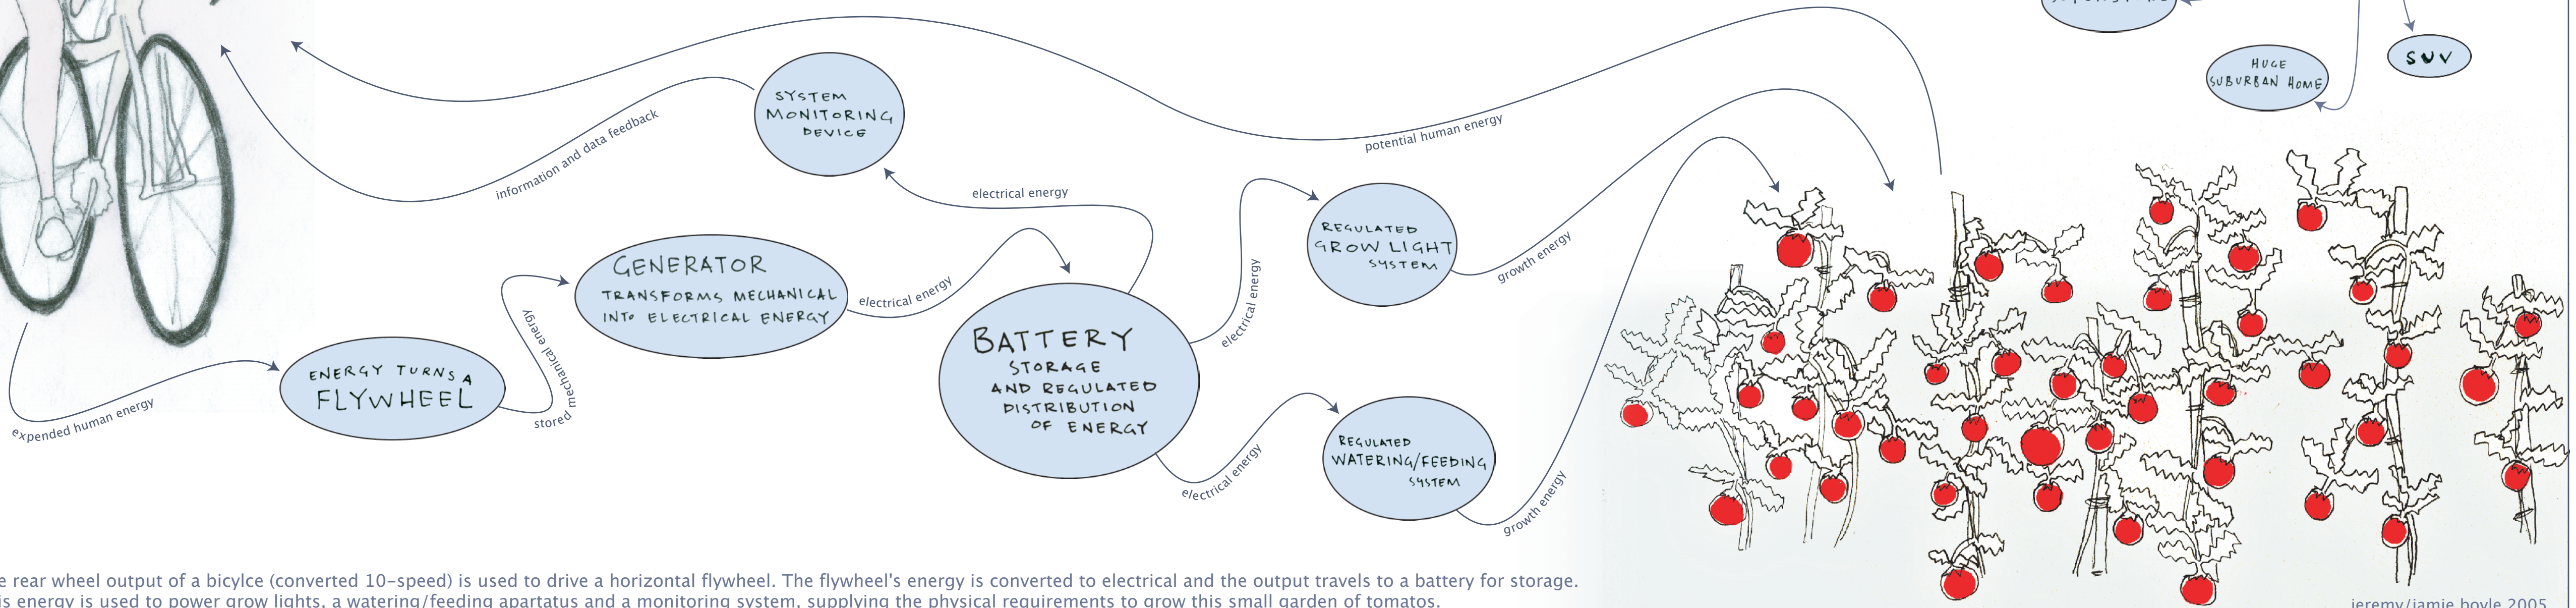 HUGE
SUBURBAN HOME
SUV
SYSTEM
MONITORING
DEVICE
information and data feedback
potential human energy
electrical energy
REGULATED
GROW LIGHT
SYSTEM
growth energy
GENERATOR
TRANSFORMS MECHANICAL
INTO ELECTRICAL ENERGY
electrical energy
electrical energy
stored mechanical energy
ENERGY TURNS A
FLYWHEEL
expended human energy
BATTERY
STORAGE
AND REGULATED
DISTRIBUTION
OF ENERGY
electrical energy
REGULATED
WATERING/FEEDING
SYSTEM
growth energy
e rear wheel output of a bicylce (converted 10-speed) is used to drive a horizontal flywheel. The flywheel's energy is converted to electrical and the output travels to a battery for storage.
is energy is used to power grow lights, a watering/feeding apartatus and a monitoring system, supplying the physical requirements to grow this small garden of tomatos.
jeremy/jamie boyle 2005